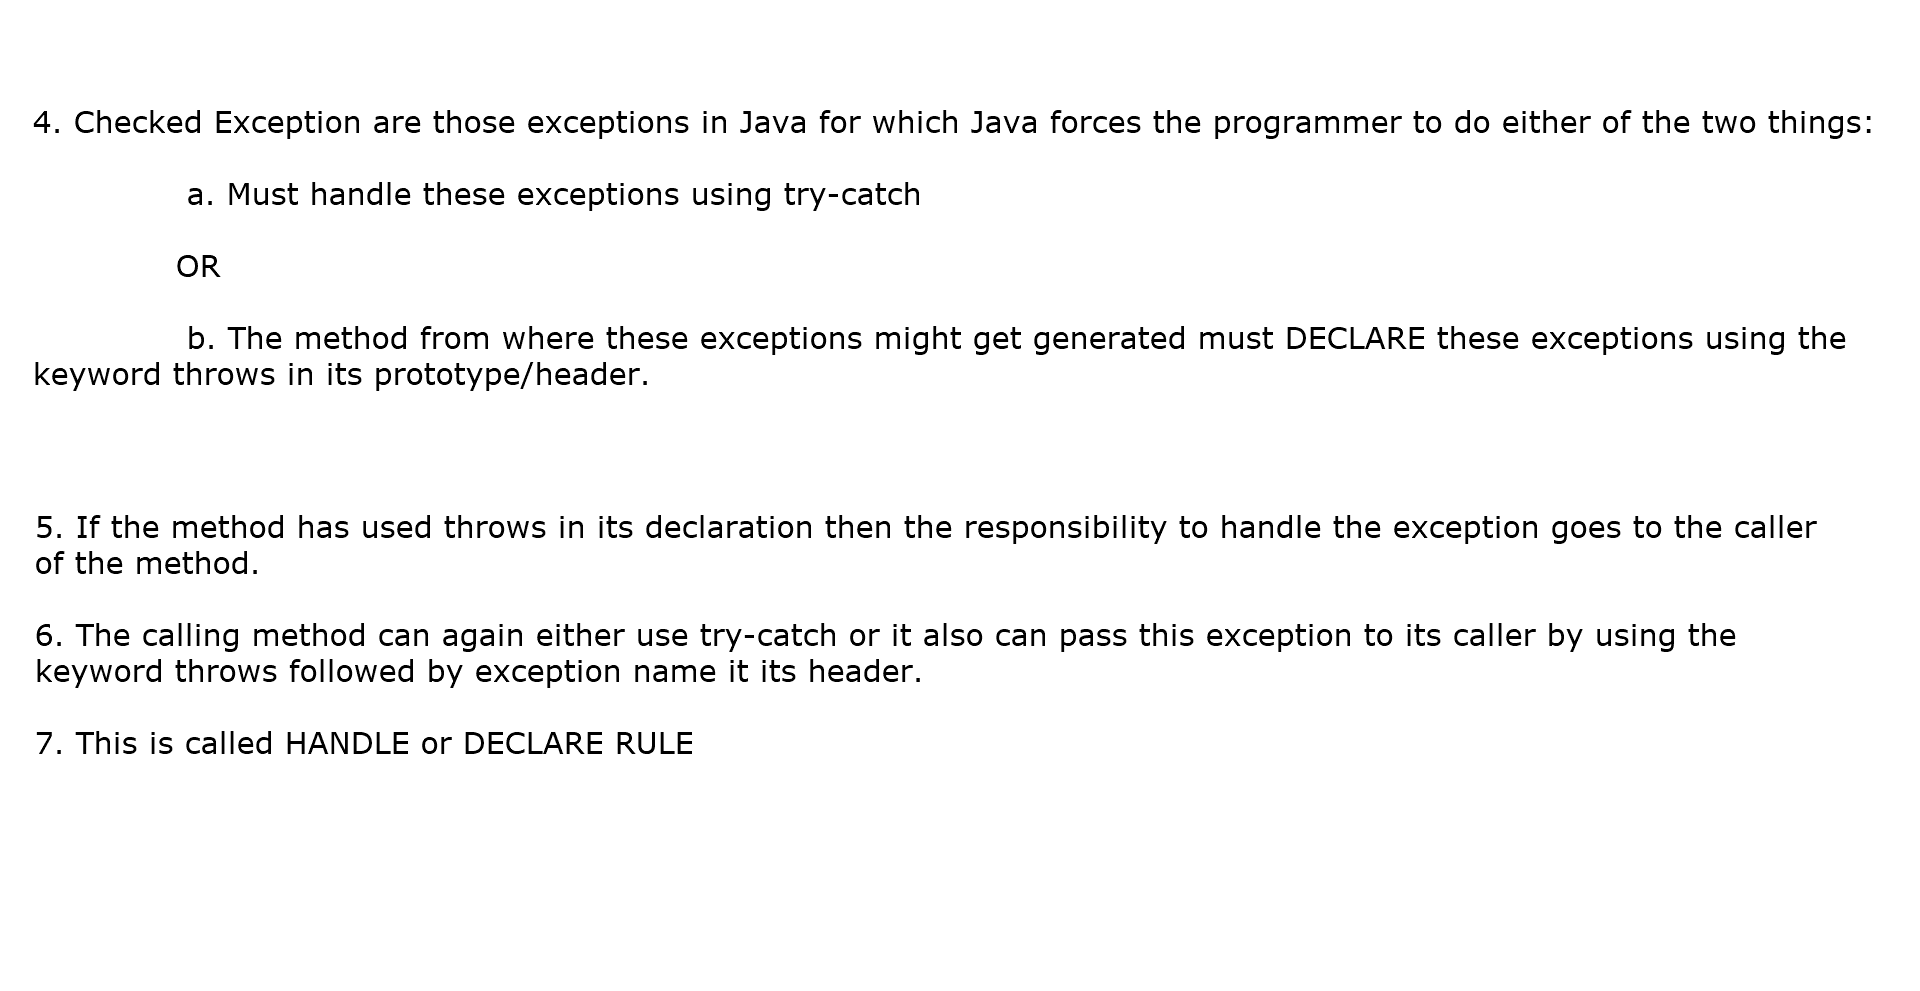 4. Checked Exception are those exceptions in Java for which Java forces the programmer to do either of the two things:
a. Must handle these exceptions using try-catch
OR
b. The method from where these exceptions might get generated must DECLARE these exceptions using the
keyword throws in its prototype/header.
5. If the method has used throws in its declaration then the responsibility to handle the exception goes to the caller
of the method.
6. The calling method can again either use try-catch or it also can pass this exception to its caller by using the
keyword throws followed by exception name it its header.
7. This is called HANDLE or DECLARE RULE